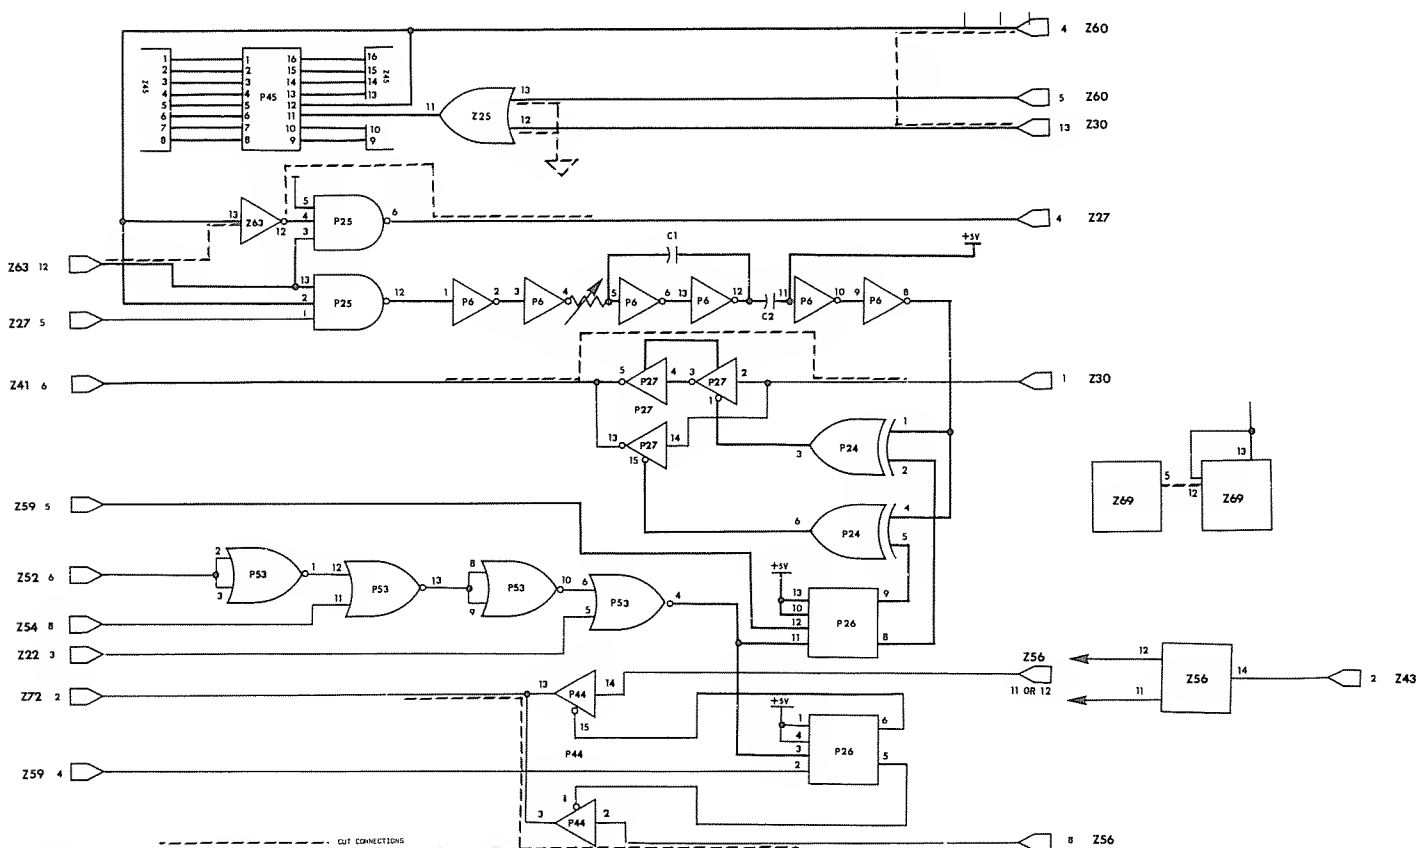 4 Z60
Z45
1 1
2 2
3 3
4 4
5 5
6 6
7 7
8 8
P45
16 16
15 15
14 14
13 13
12
11
10 10
9 9
Z45
11 Z25 13
12
5 Z60
13 Z30
13 Z63 12
5
4
3
P25 6
4 Z27
Z63 12
13
2
1
P25 12
Z27 5
1 P6 2
3 P6 4
C1
5 P6 6
13 P6 12
C2
11 P6 10
9 P6 8
+5V
Z41 6
5 P27 4
3 P27 2
1
P27
13 P27 14
15
1 Z30
3 P24 1
2
6 P24 4
5
Z59 5
Z52 6
2
3
P53 1
12
11
P53 13
8
9
P53 10
6
5
P53 4
Z54 8
Z22 3
+5V
13
10
12
11
P26
9
8
Z69 5
12
13
Z69
Z72 2
13 P44 14
15
P44
Z56
11 OR 12
12
11
Z56 14
2 Z43
+5V
1
4
3
2
P26
6
5
Z59 4
3 P44 2
1
8 Z56
CUT CONNECTIONS